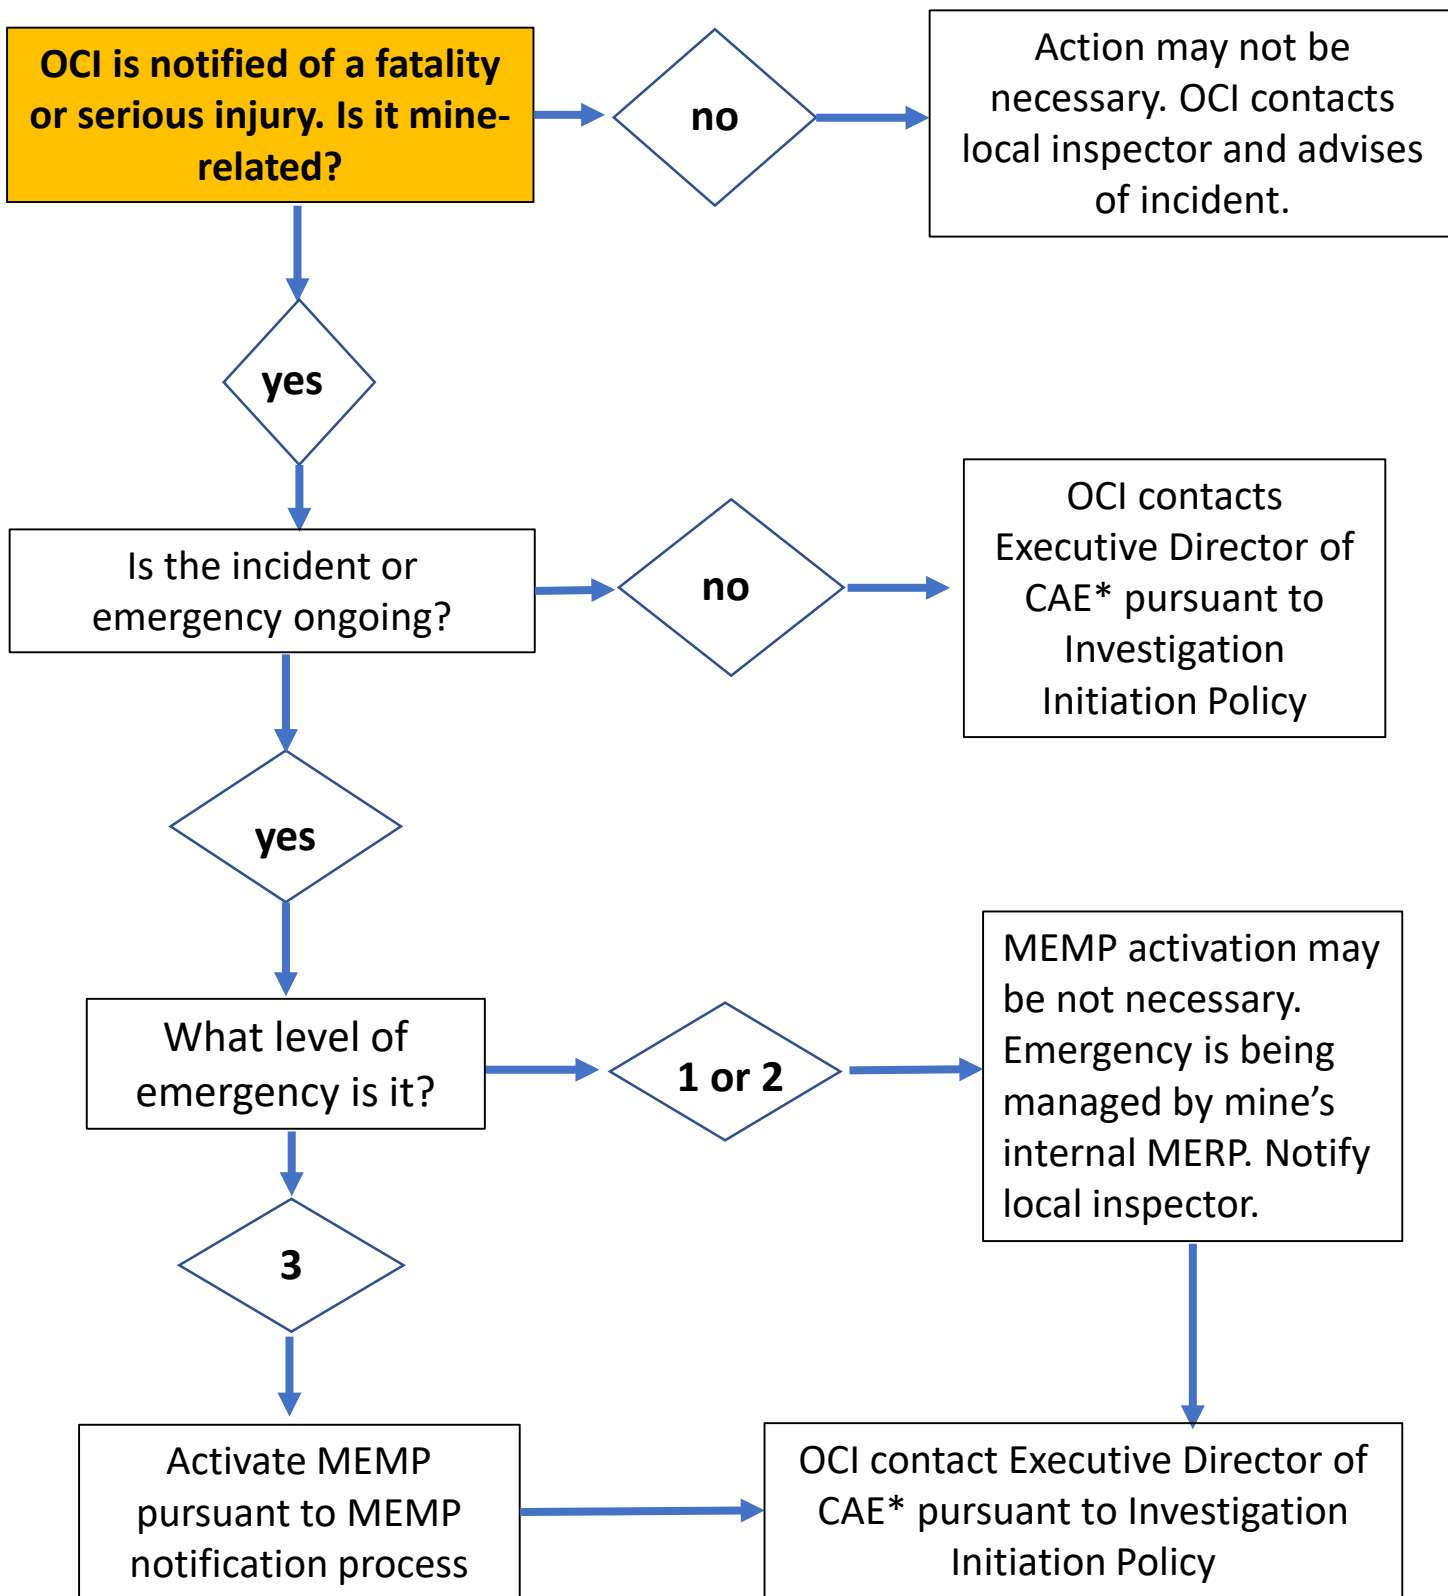 OCI is notified of a fatality
or serious injury. Is it mine-
related?
no
Action may not be
necessary. OCI contacts
local inspector and advises
of incident.
yes
Is the incident or
emergency ongoing?
no
OCI contacts
Executive Director of
CAE* pursuant to
Investigation
Initiation Policy
yes
What level of
emergency is it?
1 or 2
MEMP activation may
be not necessary.
Emergency is being
managed by mine’s
internal MERP. Notify
local inspector.
3
Activate MEMP
pursuant to MEMP
notification process
OCI contact Executive Director of
CAE* pursuant to Investigation
Initiation Policy